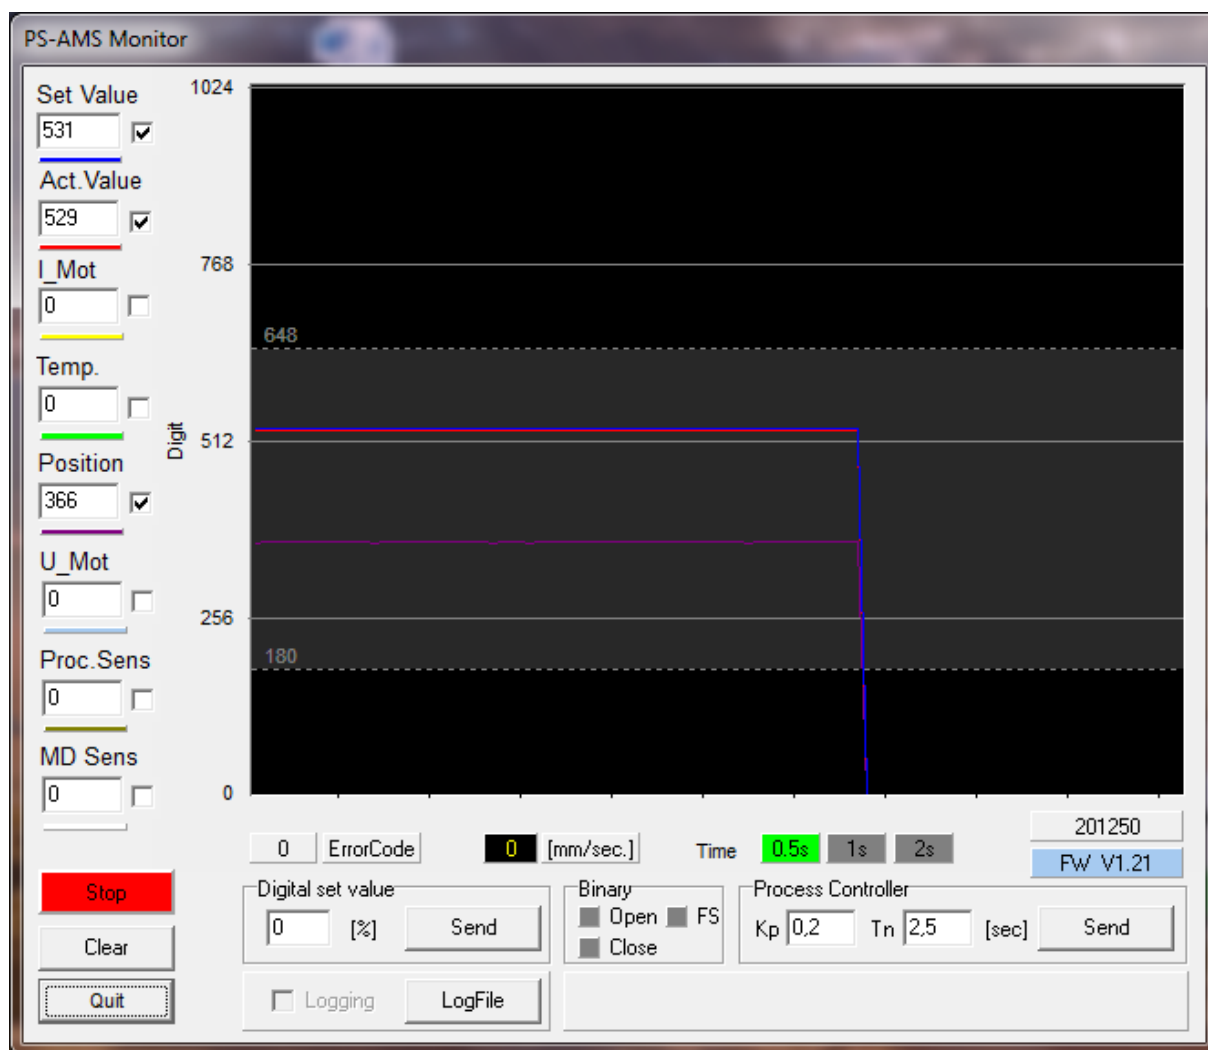 PS-AMS Monitor
Set Value
531
Act.Value
529
I_Mot
0
Temp.
0
Position
366
U_Mot
0
Proc.Sens
0
MD Sens
0
Stop
Clear
Quit
1024
768
648
Digit
512
256
180
0
0 ErrorCode 0 [mm/sec.] Time 0.5s 1s 2s
201250
FW V1.21
Digital set value
0 [%] Send
Binary
Open FS
Close
Process Controller
Kp 0,2 Tn 2,5 [sec] Send
Logging LogFile